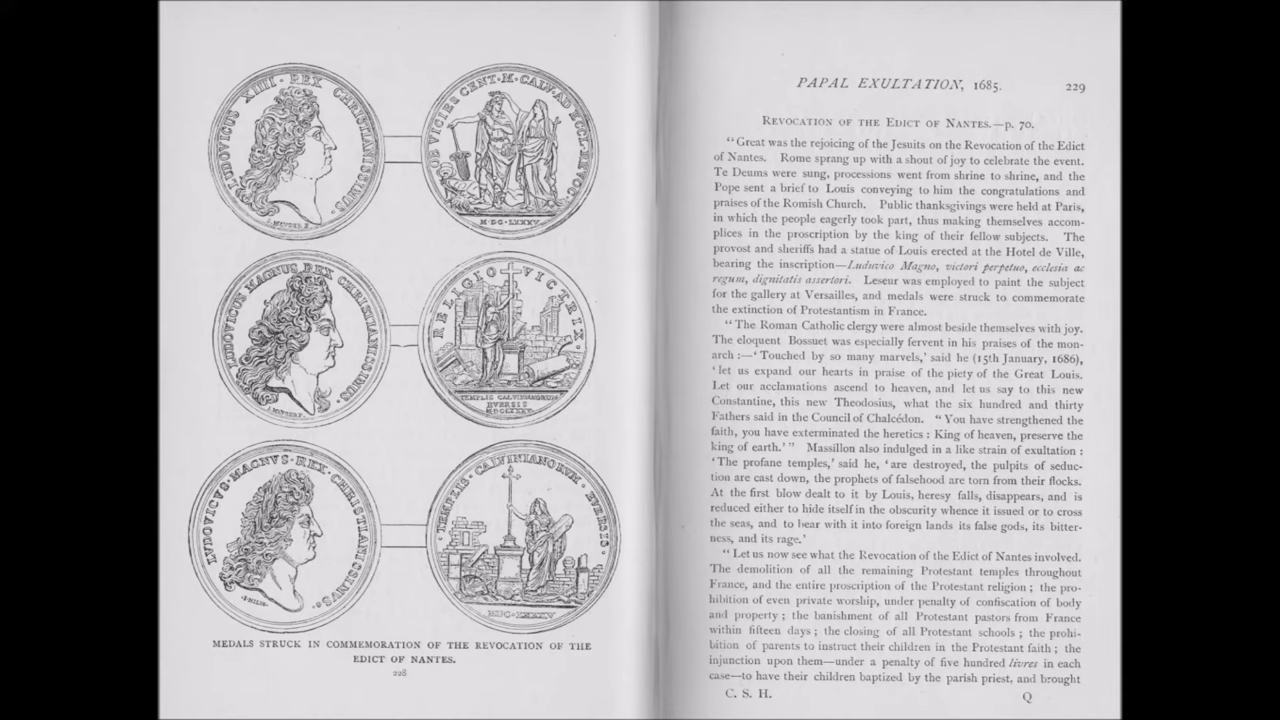 LUDOVICUS XIIII · REX CHRISTIANISSIMUS ·
OB VICIES CENT · M · CALV · AD ECCL · REVOC ·
M · DC · LXXXV
LUDOVICUS MAGNUS REX CHRISTIANISSIMUS ·
RELIGIO · VICTRIX ·
TEMPLIS CALVINIANORUM
EVERSIS
LVDOVICVS · MAGNVS · REX · CHRISTIANISSIMVS ·
TEMPLIS · CALVINIANORUM · EVERSIS ·
MEDALS STRUCK IN COMMEMORATION OF THE REVOCATION OF THE
EDICT OF NANTES.
228
PAPAL EXULTATION, 1685. 229
REVOCATION OF THE EDICT OF NANTES.—p. 70.
“Great was the rejoicing of the Jesuits on the Revocation of the Edict
of Nantes. Rome sprang up with a shout of joy to celebrate the event.
Te Deums were sung, processions went from shrine to shrine, and the
Pope sent a brief to Louis conveying to him the congratulations and
praises of the Romish Church. Public thanksgivings were held at Paris,
in which the people eagerly took part, thus making themselves accom-
plices in the proscription by the king of their fellow subjects. The
provost and sheriffs had a statue of Louis erected at the Hotel de Ville,
bearing the inscription—Luduvico Magno, victori perpetuo, ecclesia ac
regum, dignitatis assertori. Leseur was employed to paint the subject
for the gallery at Versailles, and medals were struck to commemorate
the extinction of Protestantism in France.
“The Roman Catholic clergy were almost beside themselves with joy.
The eloquent Bossuet was especially fervent in his praises of the mon-
arch :—‘Touched by so many marvels,’ said he (15th January, 1686),
‘let us expand our hearts in praise of the piety of the Great Louis.
Let our acclamations ascend to heaven, and let us say to this new
Constantine, this new Theodosius, what the six hundred and thirty
Fathers said in the Council of Chalcédon. “You have strengthened the
faith, you have exterminated the heretics : King of heaven, preserve the
king of earth.’” Massillon also indulged in a like strain of exultation :
‘The profane temples,’ said he, ‘are destroyed, the pulpits of seduc-
tion are cast down, the prophets of falsehood are torn from their flocks.
At the first blow dealt to it by Louis, heresy falls, disappears, and is
reduced either to hide itself in the obscurity whence it issued or to cross
the seas, and to bear with it into foreign lands its false gods, its bitter-
ness, and its rage.’
“Let us now see what the Revocation of the Edict of Nantes involved.
The demolition of all the remaining Protestant temples throughout
France, and the entire proscription of the Protestant religion ; the pro-
hibition of even private worship, under penalty of confiscation of body
and property ; the banishment of all Protestant pastors from France
within fifteen days ; the closing of all Protestant schools ; the prohi-
bition of parents to instruct their children in the Protestant faith ; the
injunction upon them—under a penalty of five hundred livres in each
case—to have their children baptized by the parish priest, and brought
C. S. H. Q